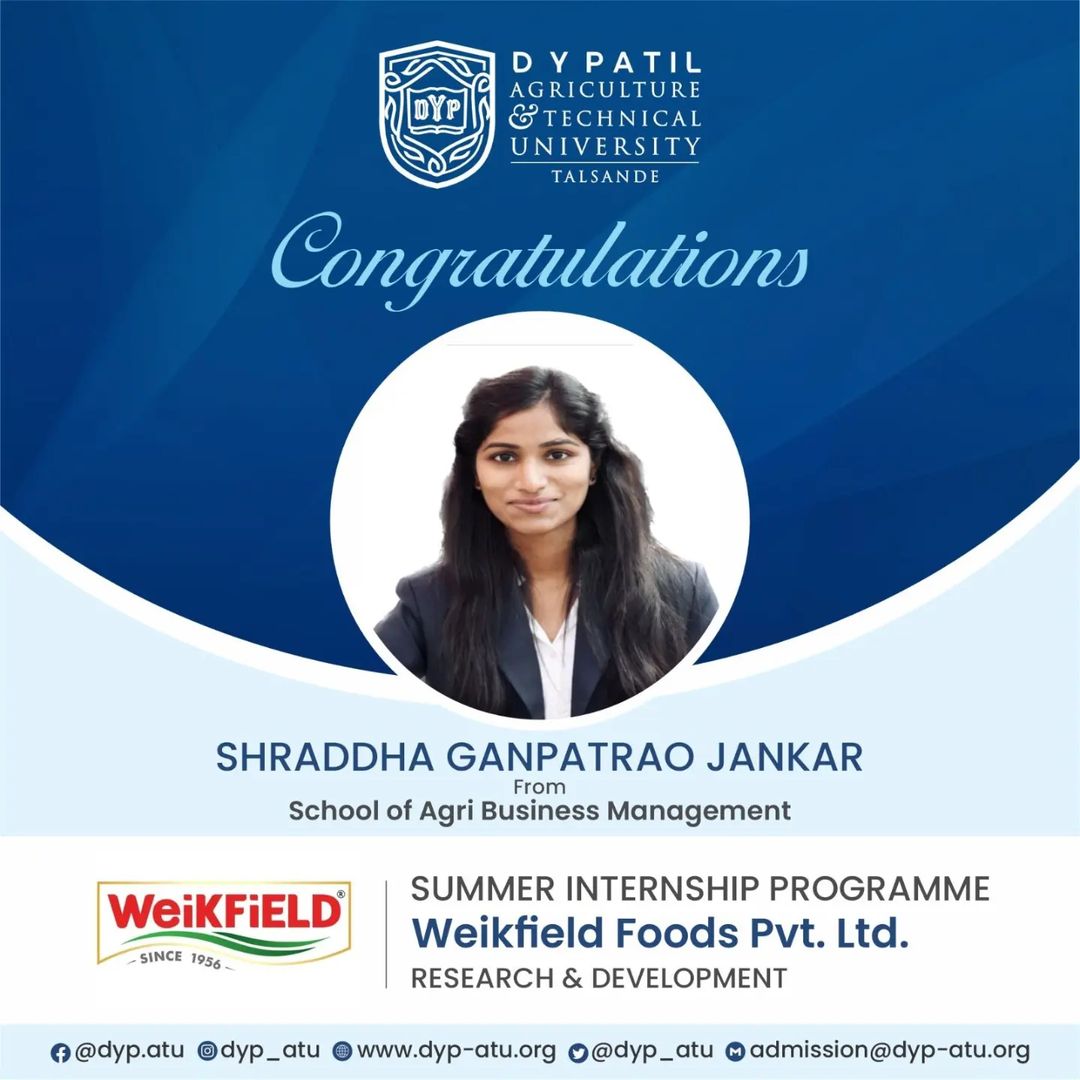 DYP
D Y PATIL
AGRICULTURE
& TECHNICAL
UNIVERSITY
TALSANDE
Congratulations
SHRADDHA GANPATRAO JANKAR
From
School of Agri Business Management
WeiKFiELD®
SINCE 1956
SUMMER INTERNSHIP PROGRAMME
Weikfield Foods Pvt. Ltd.
RESEARCH & DEVELOPMENT
@dyp.atu @dyp_atu www.dyp-atu.org @dyp_atu admission@dyp-atu.org